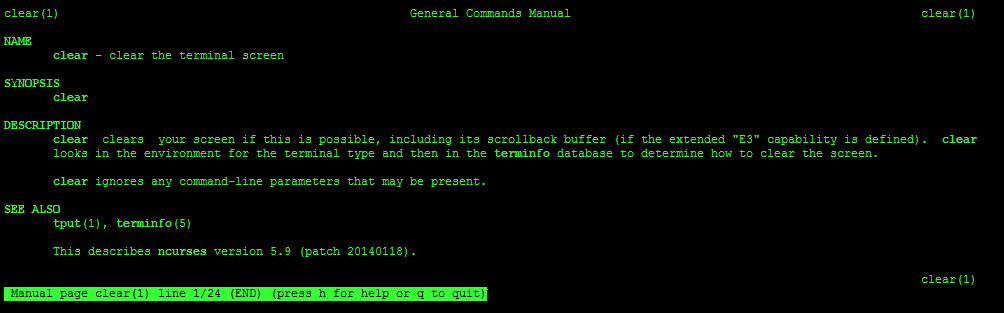 clear(1) General Commands Manual clear(1)
NAME
clear - clear the terminal screen
SYNOPSIS
clear
DESCRIPTION
clear clears your screen if this is possible, including its scrollback buffer (if the extended "E3" capability is defined). clear
looks in the environment for the terminal type and then in the terminfo database to determine how to clear the screen.
clear ignores any command-line parameters that may be present.
SEE ALSO
tput(1), terminfo(5)
This describes ncurses version 5.9 (patch 20140118).
clear(1)
Manual page clear(1) line 1/24 (END) (press h for help or q to quit)